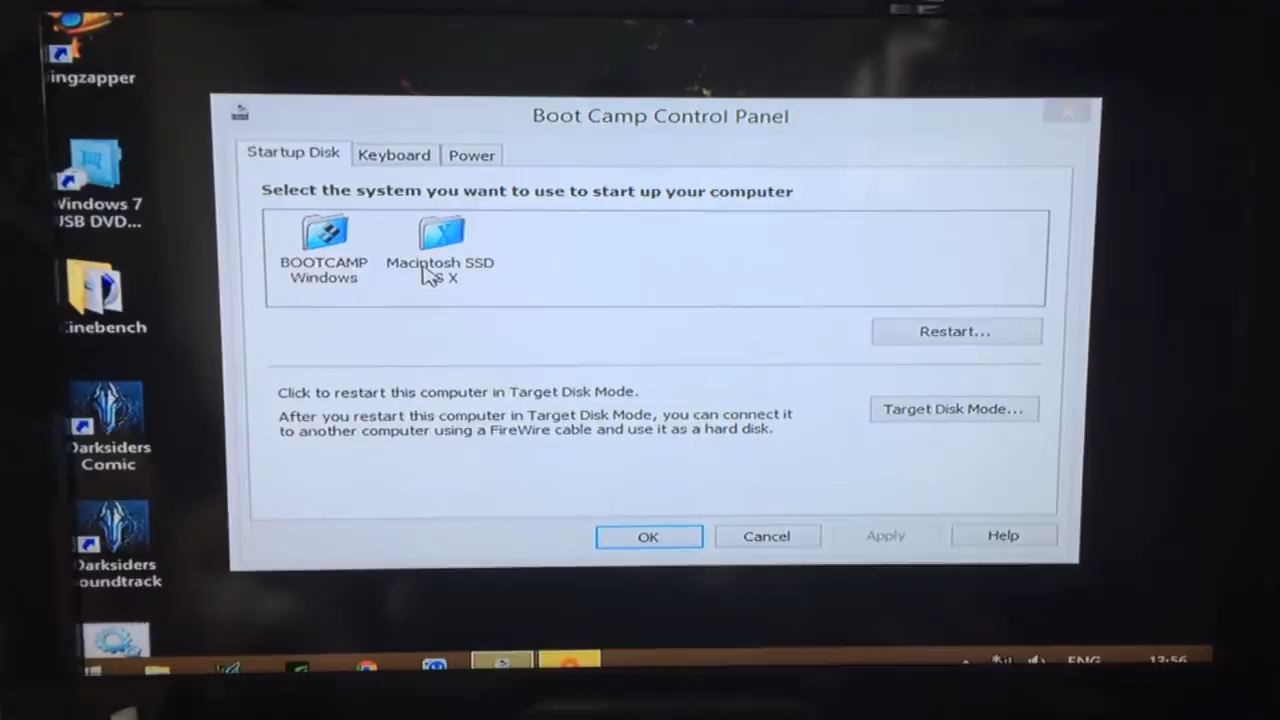 ingzapper
Windows 7
USB DVD...
Cinebench
Darksiders
Comic
Darksiders
oundtrack
Boot Camp Control Panel
Startup Disk
Keyboard
Power
Select the system you want to use to start up your computer
BOOTCAMP
Windows
Macintosh SSD
S X
Restart...
Click to restart this computer in Target Disk Mode.
After you restart this computer in Target Disk Mode, you can connect it
to another computer using a FireWire cable and use it as a hard disk.
Target Disk Mode...
OK
Cancel
Apply
Help
ENG
13:56